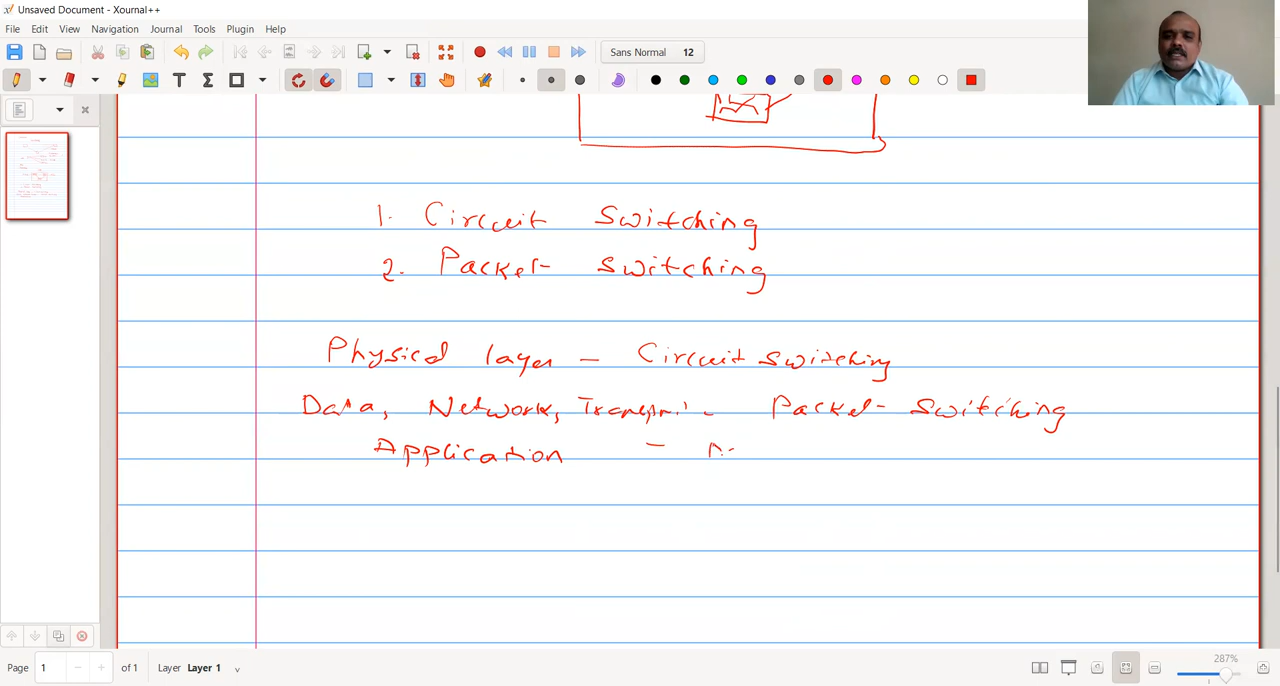 Unsaved Document - Xournal++
File Edit View Navigation Journal Tools Plugin Help
Sans Normal 12
1. Circuit Switching
2. Packet Switching
Physical layer - Circuit switching
Data, Network, - Packet Switching
Application -
Page 1 of 1 Layer Layer 1
287%